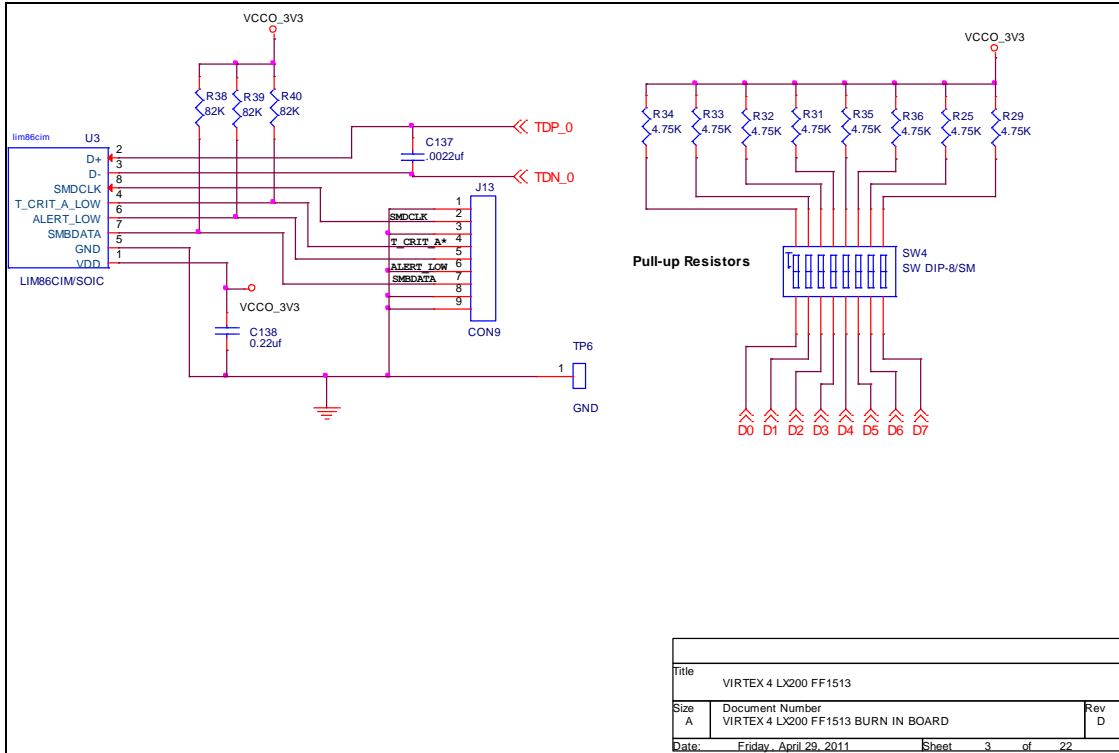 VCCO_3V3
R38
82K
R39
82K
R40
82K
lim86cim
U3
D+
D-
SMDCLK
T_CRIT_A_LOW
ALERT_LOW
SMBDATA
GND
VDD
2
3
8
4
6
7
5
1
LIM86CIM/SOIC
C137
.0022uf
TDP_0
TDN_0
J13
1
2
3
4
5
6
7
8
9
SMDCLK
T_CRIT_A*
ALERT_LOW
SMBDATA
CON9
VCCO_3V3
C138
0.22uf
TP6
1
GND
VCCO_3V3
R34
4.75K
R33
4.75K
R32
4.75K
R31
4.75K
R35
4.75K
R36
4.75K
R25
4.75K
R29
4.75K
Pull-up Resistors
SW4
SW DIP-8/SM
D0 D1 D2 D3 D4 D5 D6 D7
Title
VIRTEX 4 LX200 FF1513
Size
A
Document Number
VIRTEX 4 LX200 FF1513 BURN IN BOARD
Rev
D
Date: Friday, April 29, 2011 Sheet 3 of 22